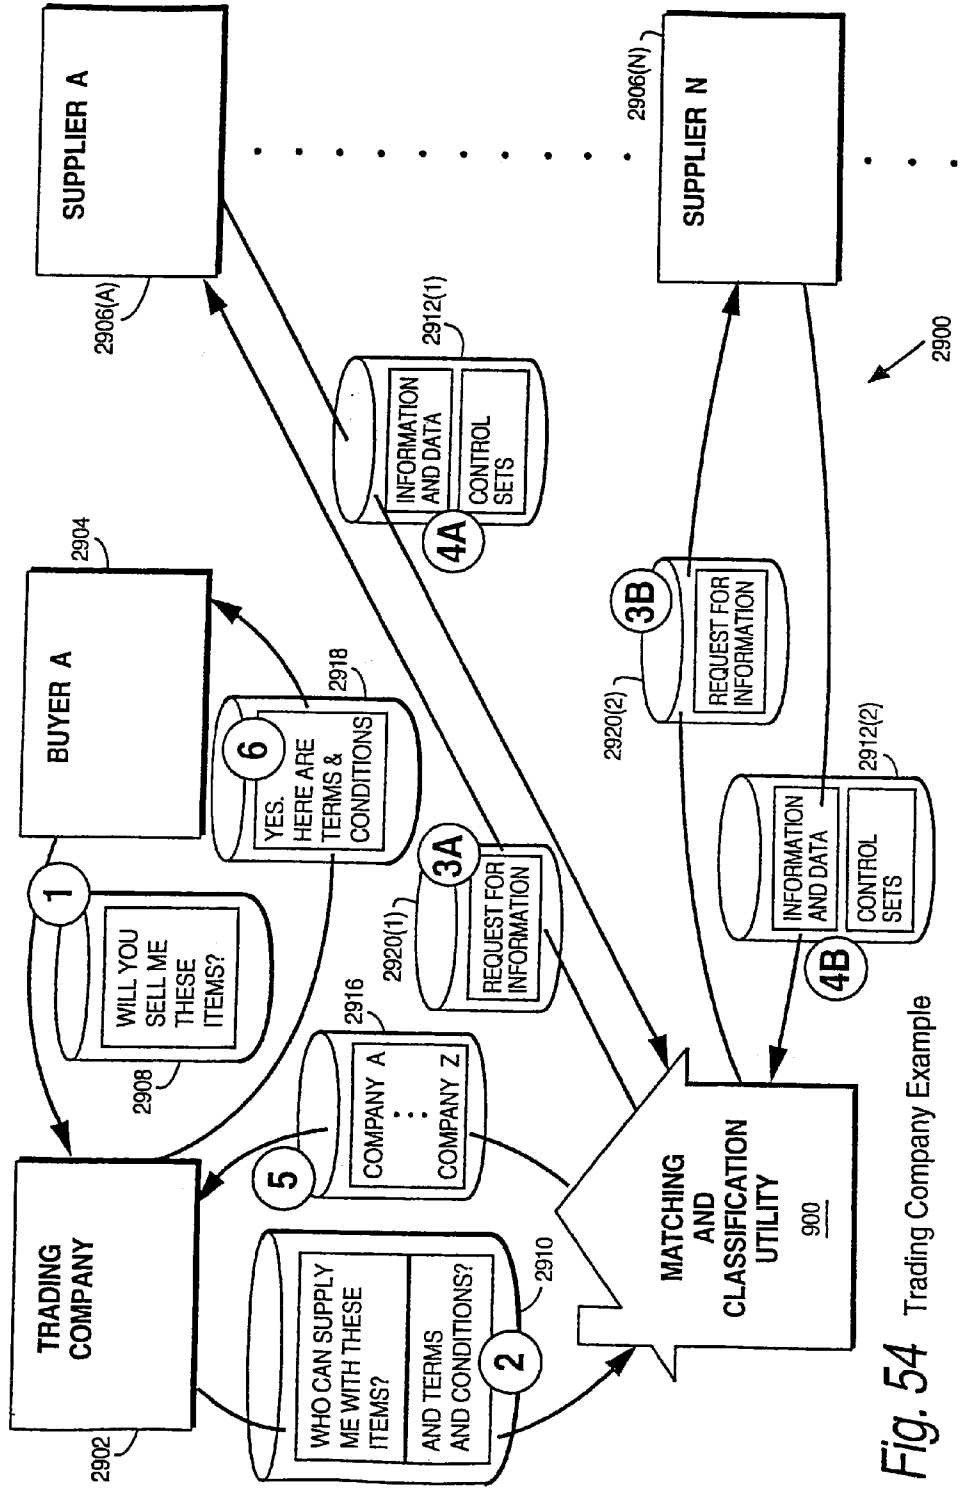 TRADING
COMPANY
2902
BUYER A
2904
SUPPLIER A
2906(A)
1
WILL YOU
SELL ME
THESE
ITEMS?
2908
6
YES.
HERE ARE
TERMS &
CONDITIONS
2918
WHO CAN SUPPLY
ME WITH THESE
ITEMS?
AND TERMS
AND CONDITIONS?
2
2910
5
COMPANY A
COMPANY Z
2916
3A
REQUEST FOR
INFORMATION
2920(1)
INFORMATION
AND DATA
CONTROL
SETS
4A
2912(1)
MATCHING
AND
CLASSIFICATION
UTILITY
900
3B
REQUEST FOR
INFORMATION
2920(2)
INFORMATION
AND DATA
CONTROL
SETS
4B
2912(2)
SUPPLIER N
2906(N)
2900
Fig. 54 Trading Company Example